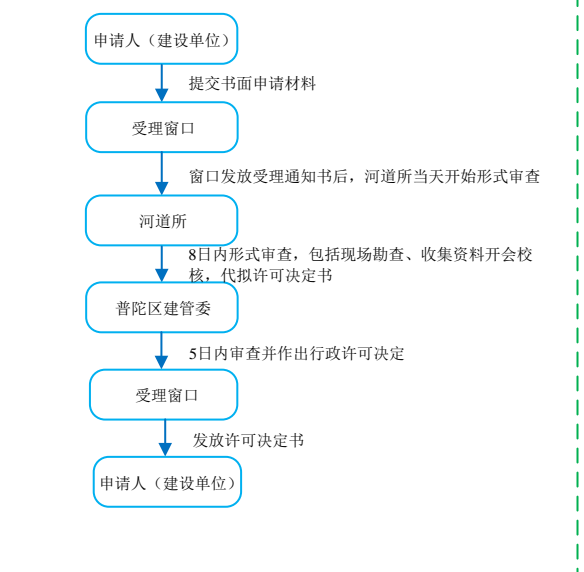 申请人（建设单位）
提交书面申请材料
受理窗口
窗口发放受理通知书后，河道所当天开始形式审查
河道所
8日内形式审查，包括现场勘查、收集资料开会校
核，代拟许可决定书
普陀区建管委
5日内审查并作出行政许可决定
受理窗口
发放许可决定书
申请人（建设单位）